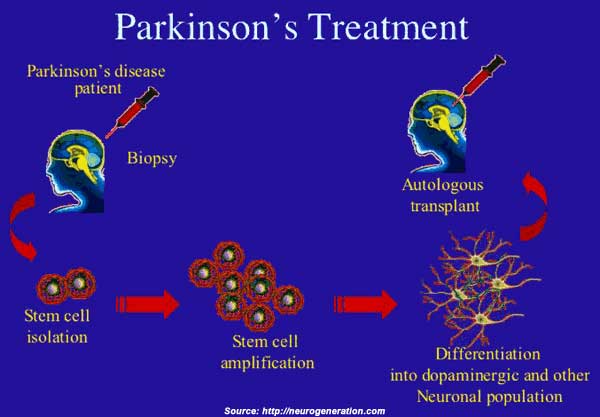 Parkinson's Treatment
Parkinson's disease
patient
Biopsy
Autologous
transplant
Stem cell
isolation
Stem cell
amplification
Differentiation
into dopaminergic and other
Neuronal population
Source: http://neurogeneration.com